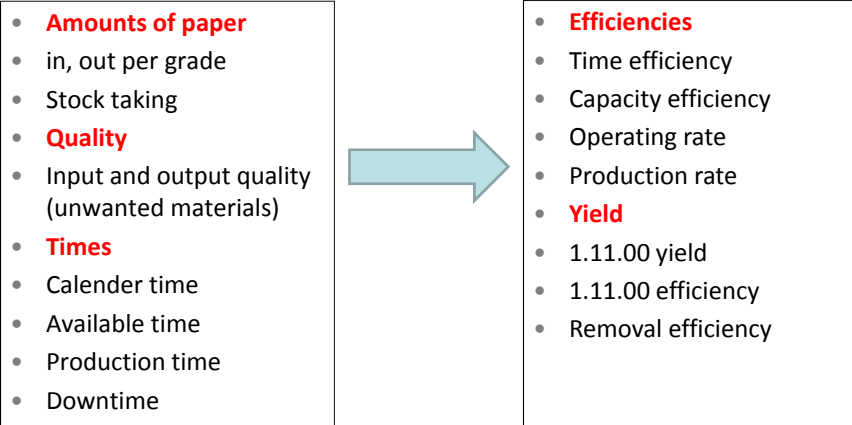 Amounts of paper
in, out per grade
Stock taking
Quality
Input and output quality
(unwanted materials)
Times
Calender time
Available time
Production time
Downtime
Efficiencies
Time efficiency
Capacity efficiency
Operating rate
Production rate
Yield
1.11.00 yield
1.11.00 efficiency
Removal efficiency